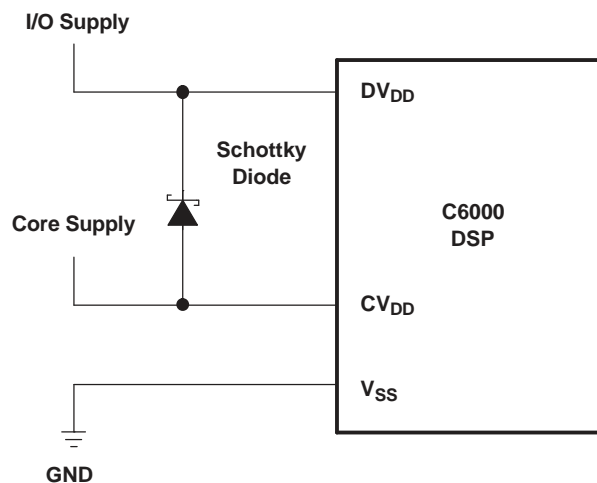 I/O Supply
DVDD
Schottky
Diode
C6000
DSP
Core Supply
CVDD
VSS
GND